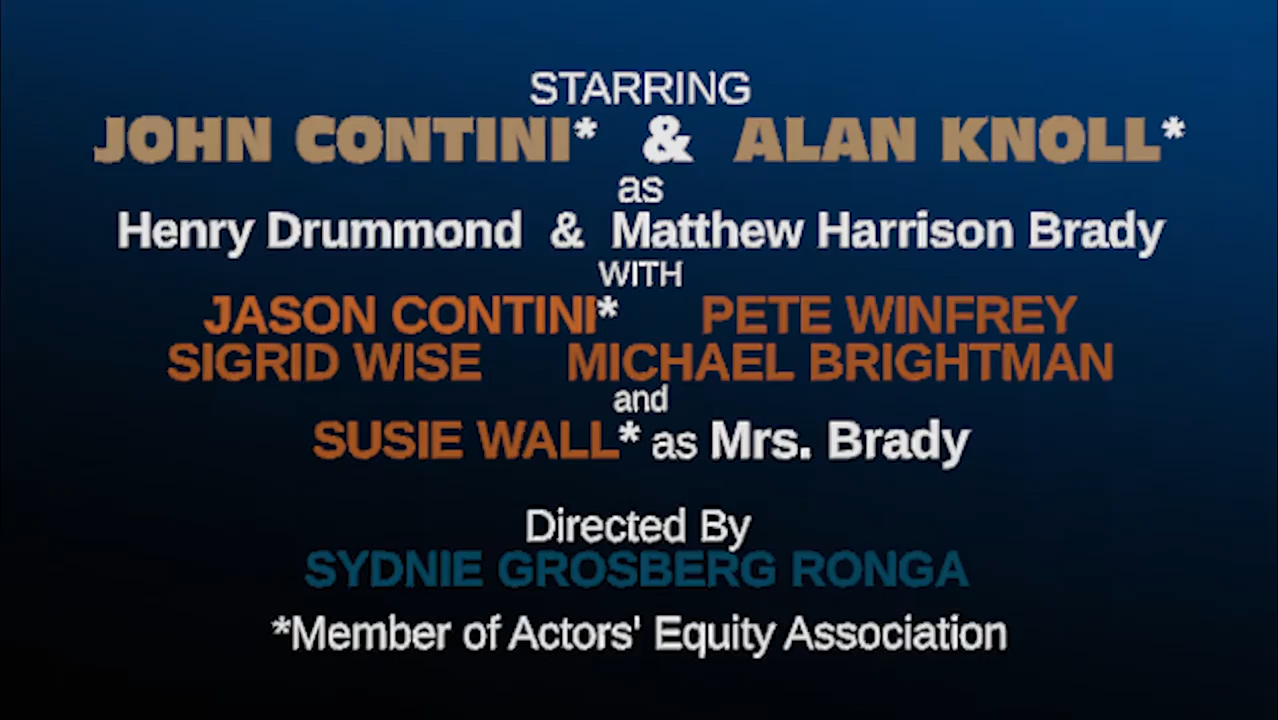 STARRING
JOHN CONTINI* & ALAN KNOLL*
as
Henry Drummond & Matthew Harrison Brady
WITH
JASON CONTINI* PETE WINFREY
SIGRID WISE MICHAEL BRIGHTMAN
and
SUSIE WALL* as Mrs. Brady
Directed By
SYDNIE GROSBERG RONGA
*Member of Actors' Equity Association